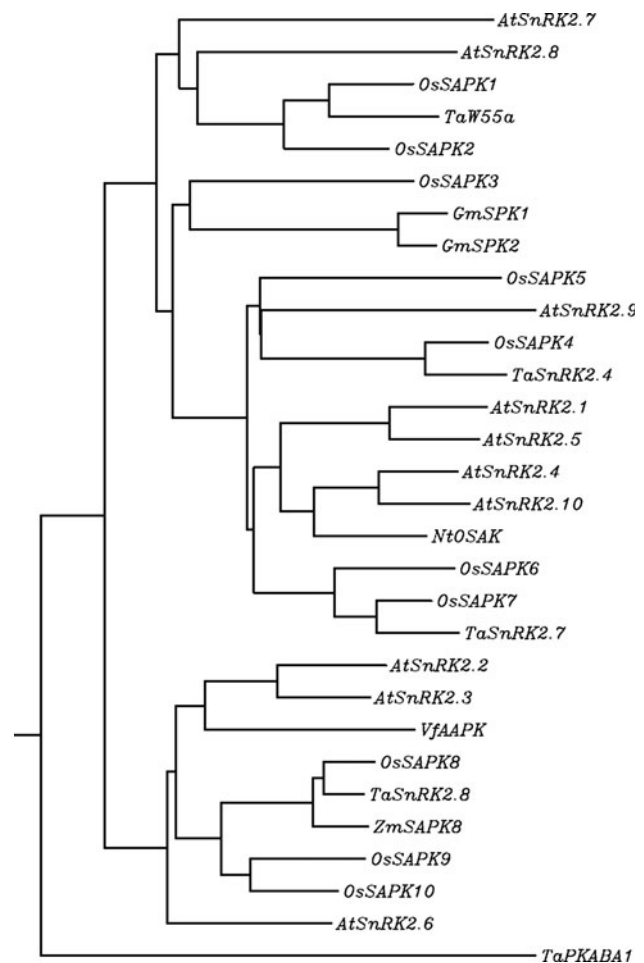 AtSnRK2.7
AtSnRK2.8
OsSAPK1
TaW55a
OsSAPK2
OsSAPK3
GmSPK1
GmSPK2
OsSAPK5
AtSnRK2.9
OsSAPK4
TaSnRK2.4
AtSnRK2.1
AtSnRK2.5
AtSnRK2.4
AtSnRK2.10
NtOSAK
OsSAPK6
OsSAPK7
TaSnRK2.7
AtSnRK2.2
AtSnRK2.3
VfAAPK
OsSAPK8
TaSnRK2.8
ZmSAPK8
OsSAPK9
OsSAPK10
AtSnRK2.6
TaPKABA1